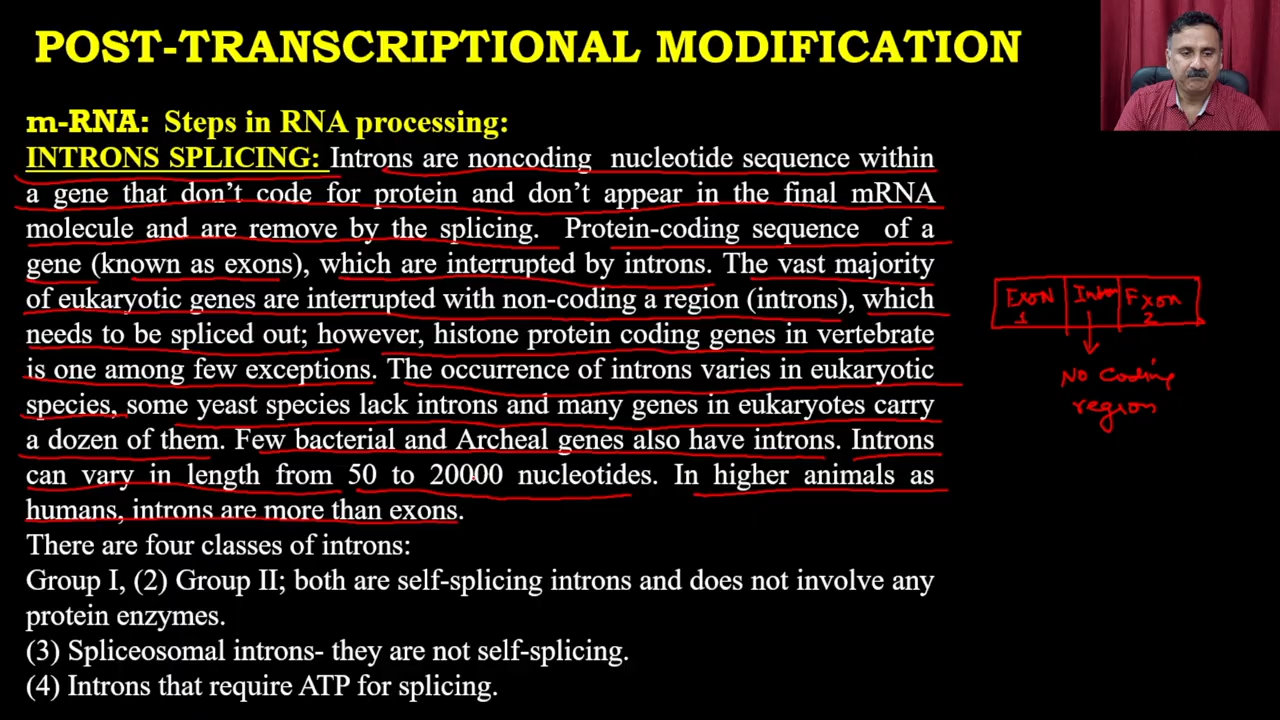 POST-TRANSCRIPTIONAL MODIFICATION
m-RNA: Steps in RNA processing:
INTRONS SPLICING: Introns are noncoding nucleotide sequence within
a gene that don't code for protein and don't appear in the final mRNA
molecule and are remove by the splicing. Protein-coding sequence of a
gene (known as exons), which are interrupted by introns. The vast majority
of eukaryotic genes are interrupted with non-coding a region (introns), which
needs to be spliced out; however, histone protein coding genes in vertebrate
is one among few exceptions. The occurrence of introns varies in eukaryotic
species, some yeast species lack introns and many genes in eukaryotes carry
a dozen of them. Few bacterial and Archeal genes also have introns. Introns
can vary in length from 50 to 20000 nucleotides. In higher animals as
humans, introns are more than exons.
There are four classes of introns:
Group I, (2) Group II; both are self-splicing introns and does not involve any
protein enzymes.
(3) Spliceosomal introns- they are not self-splicing.
(4) Introns that require ATP for splicing.
Exon 1 Intron Exon 2
No coding
region